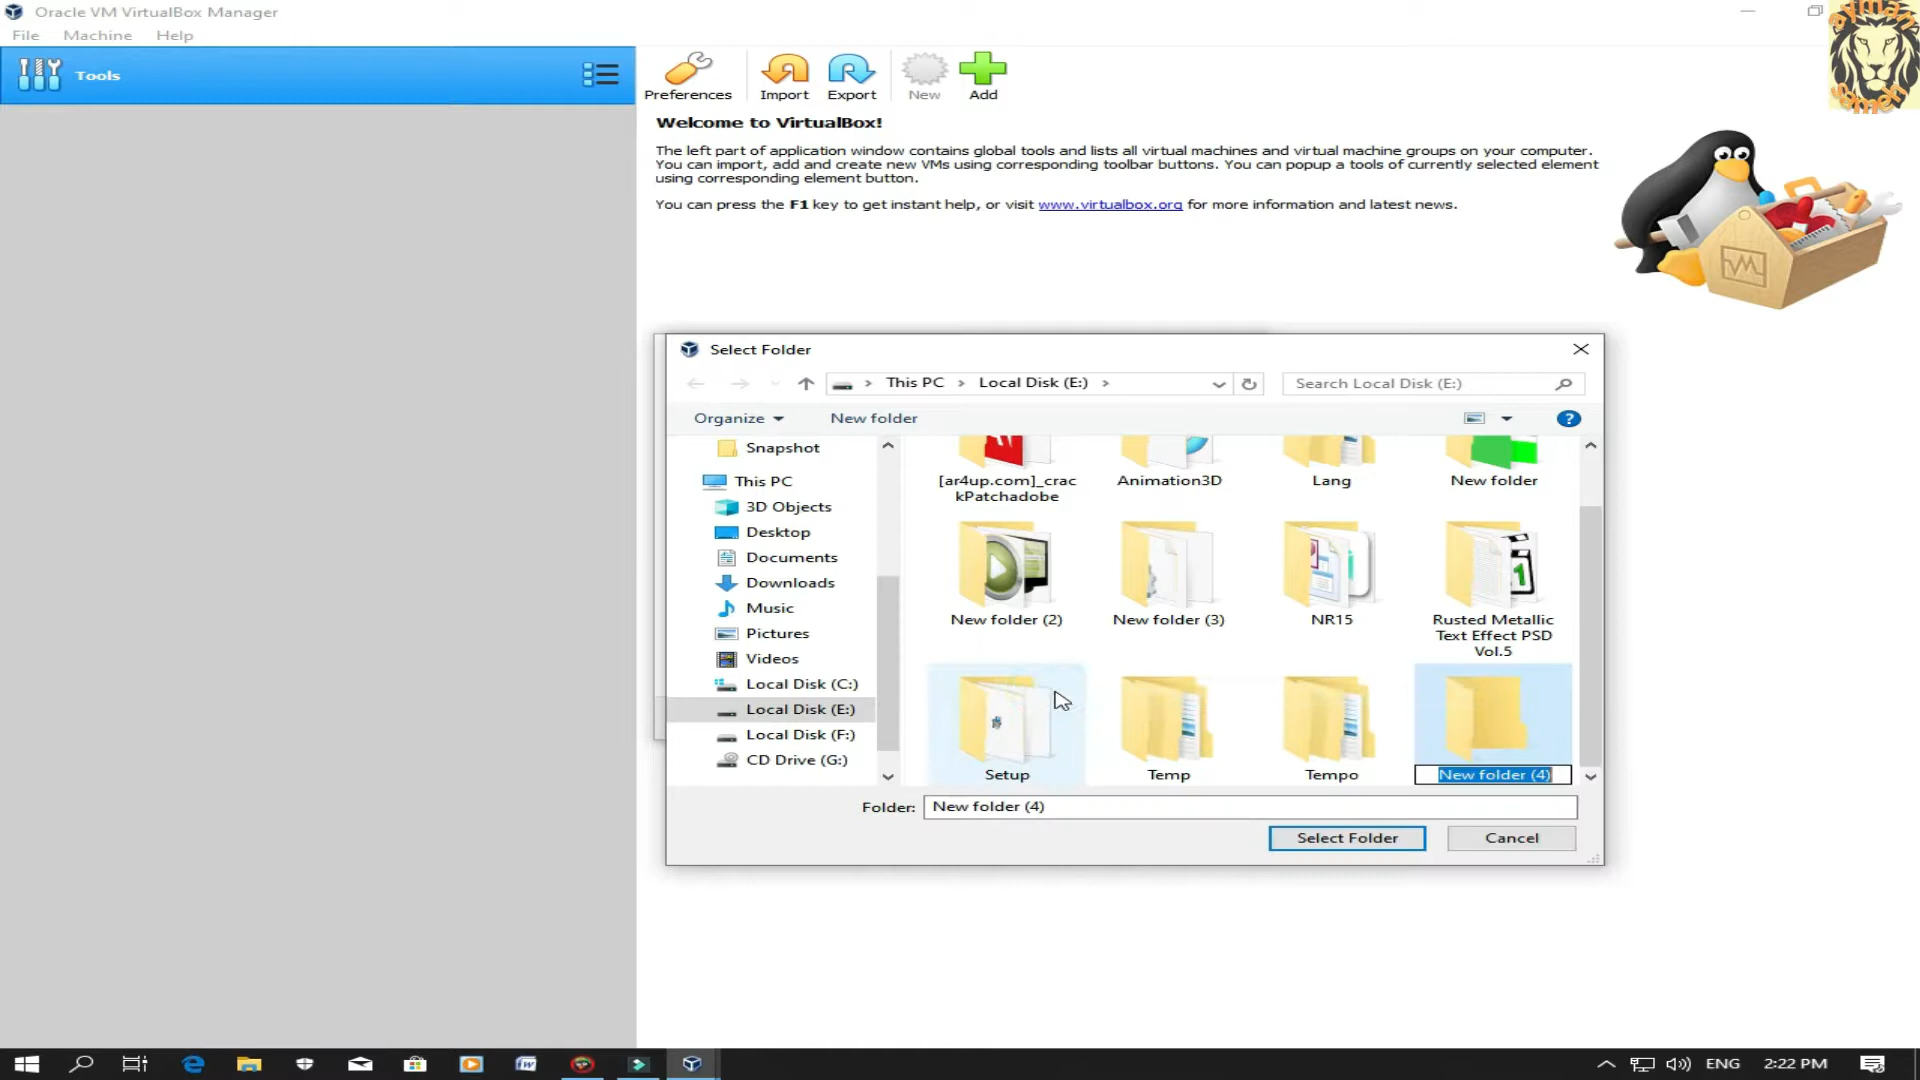 Oracle VM VirtualBox Manager
File Machine Help
Tools
Preferences Import Export New Add
Welcome to VirtualBox!
The left part of application window contains global tools and lists all virtual machines and virtual machine groups on your computer.
You can import, add and create new VMs using corresponding toolbar buttons. You can popup a tools of currently selected element
using corresponding element button.
You can press the F1 key to get instant help, or visit www.virtualbox.org for more information and latest news.
ayman
sameh
Select Folder
This PC > Local Disk (E:) >
Search Local Disk (E:)
Organize New folder
Snapshot
This PC
3D Objects
Desktop
Documents
Downloads
Music
Pictures
Videos
Local Disk (C:)
Local Disk (E:)
Local Disk (F:)
CD Drive (G:)
[ar4up.com]_crac
kPatchadobe
Animation3D
Lang
New folder
New folder (2)
New folder (3)
NR15
Rusted Metallic
Text Effect PSD
Vol.5
Setup
Temp
Tempo
New folder (4)
Folder: New folder (4)
Select Folder Cancel
ENG 2:22 PM